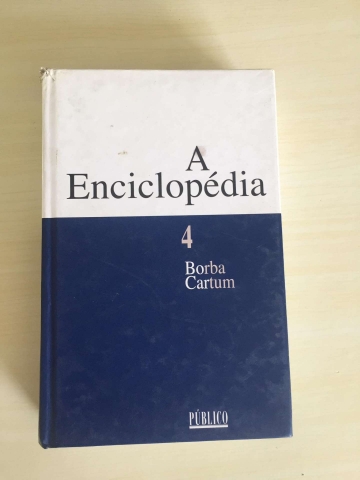 A
Enciclopédia
4
Borba
Cartum
PÚBLICO